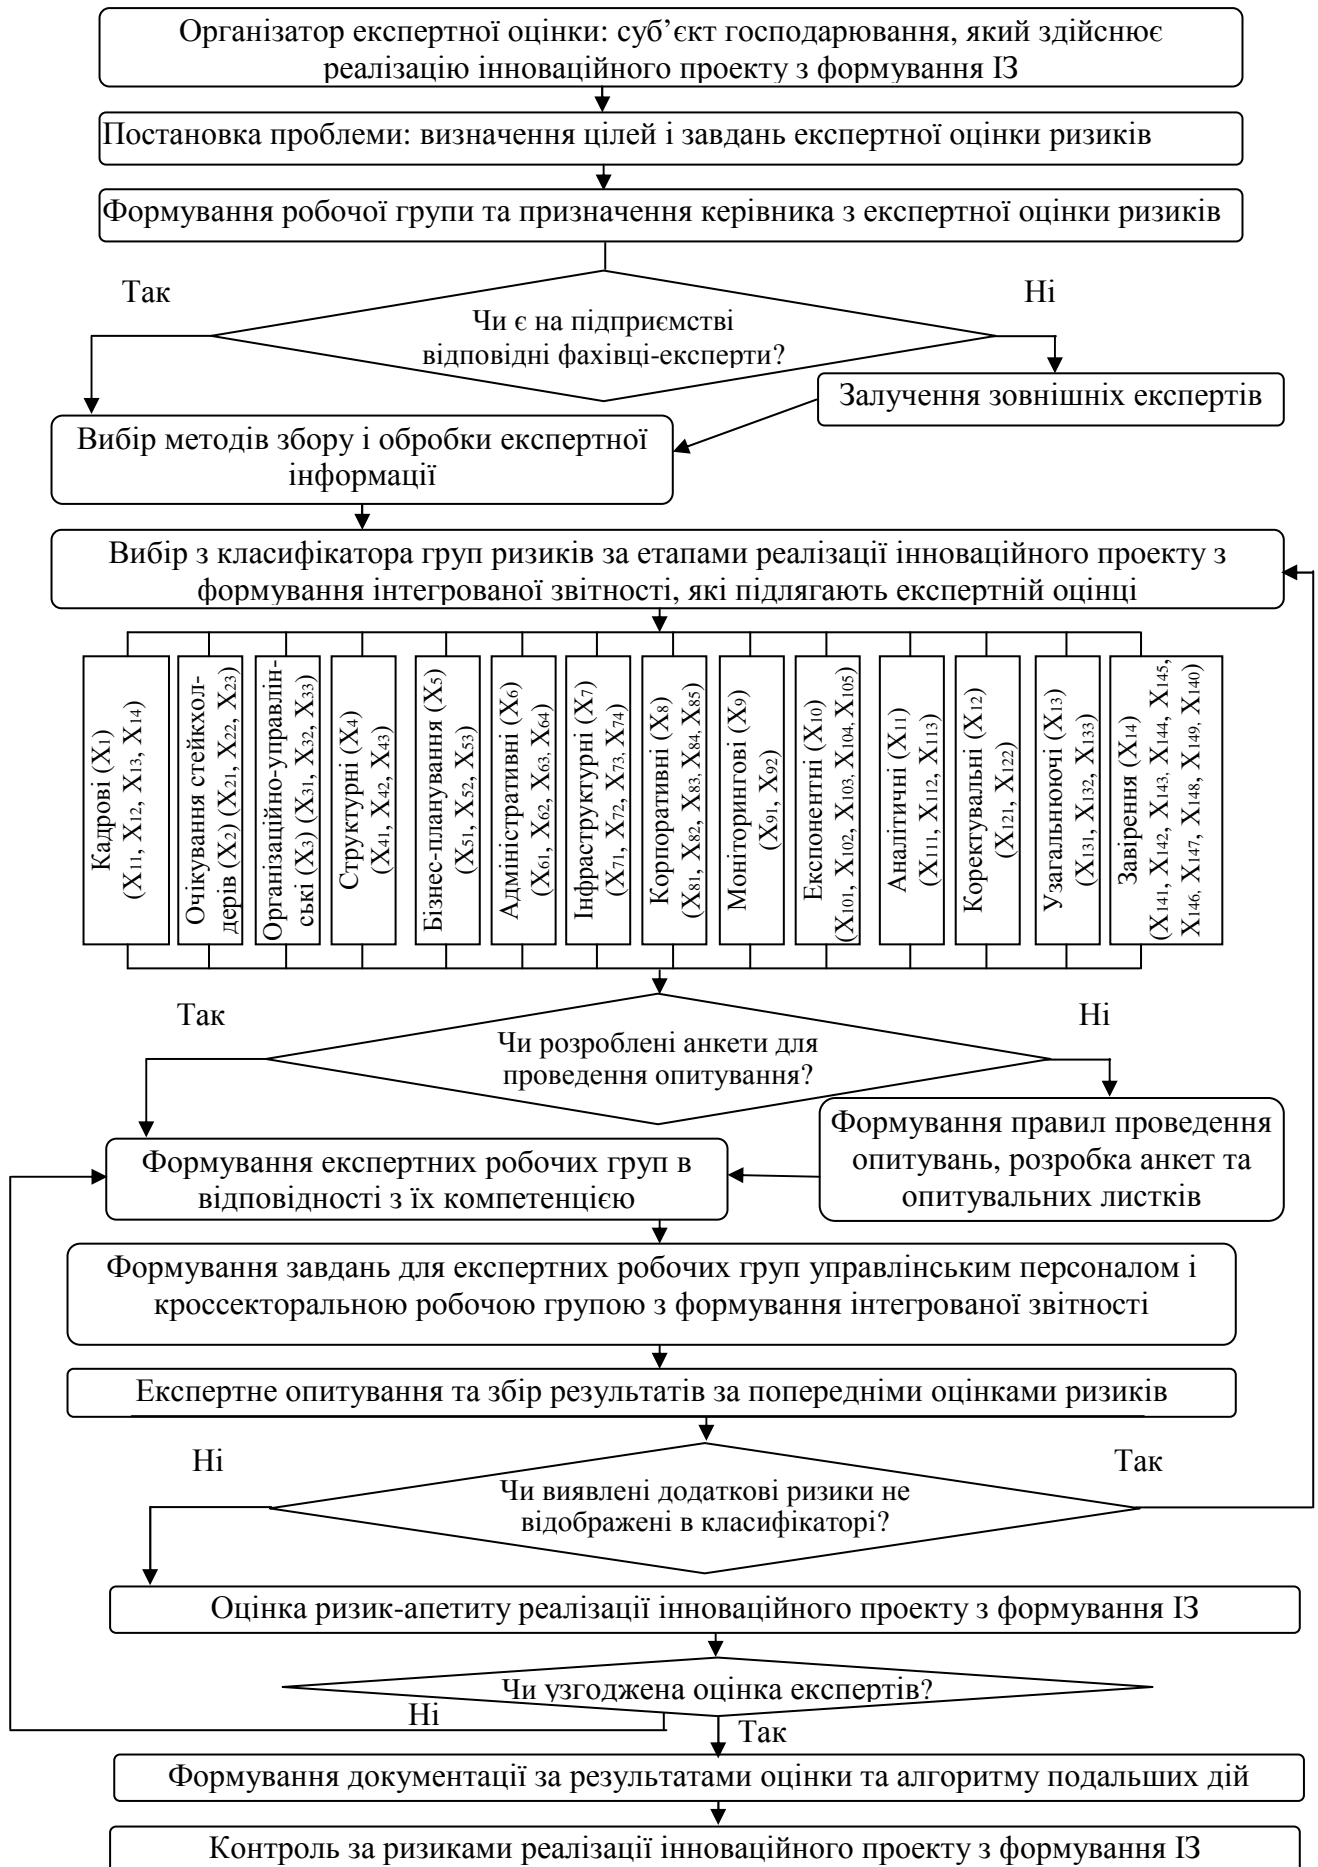 Організатор експертної оцінки: суб’єкт господарювання, який здійснює
реалізацію інноваційного проекту з формування ІЗ
Постановка проблеми: визначення цілей і завдань експертної оцінки ризиків
Формування робочої групи та призначення керівника з експертної оцінки ризиків
Так
Ні
Чи є на підприємстві
відповідні фахівці-експерти?
Залучення зовнішніх експертів
Вибір методів збору і обробки експертної
інформації
Вибір з класифікатора груп ризиків за етапами реалізації інноваційного проекту з
формування інтегрованої звітності, які підлягають експертній оцінці
Кадрові (X1)
(X11, X12, X13, X14)
Очікування стейкхол-
дерів (X2) (X21, X22, X23)
Організаційно-управлін-
ські (X3) (X31, X32, X33)
Структурні (X4)
(X41, X42, X43)
Бізнес-планування (X5)
(X51, X52, X53)
Адміністративні (X6)
(X61, X62, X63, X64)
Інфраструктурні (X7)
(X71, X72, X73, X74)
Корпоративні (X8)
(X81, X82, X83, X84, X85)
Моніторингові (X9)
(X91, X92)
Експонентні (X10)
(X101, X102, X103, X104, X105)
Аналітичні (X11)
(X111, X112, X113)
Коректувальні (X12)
(X121, X122)
Узагальнюючі (X13)
(X131, X132, X133)
Завірення (X14)
(X141, X142, X143, X144, X145,
X146, X147, X148, X149, X140)
Так
Ні
Чи розроблені анкети для
проведення опитування?
Формування правил проведення
опитувань, розробка анкет та
опитувальних листків
Формування експертних робочих груп в
відповідності з їх компетенцією
Формування завдань для експертних робочих груп управлінським персоналом і
кроссекторальною робочою групою з формування інтегрованої звітності
Експертне опитування та збір результатів за попередніми оцінками ризиків
Ні
Так
Чи виявлені додаткові ризики не
відображені в класифікаторі?
Оцінка ризик-апетиту реалізації інноваційного проекту з формування ІЗ
Чи узгоджена оцінка експертів?
Ні
Так
Формування документації за результатами оцінки та алгоритму подальших дій
Контроль за ризиками реалізації інноваційного проекту з формування ІЗ